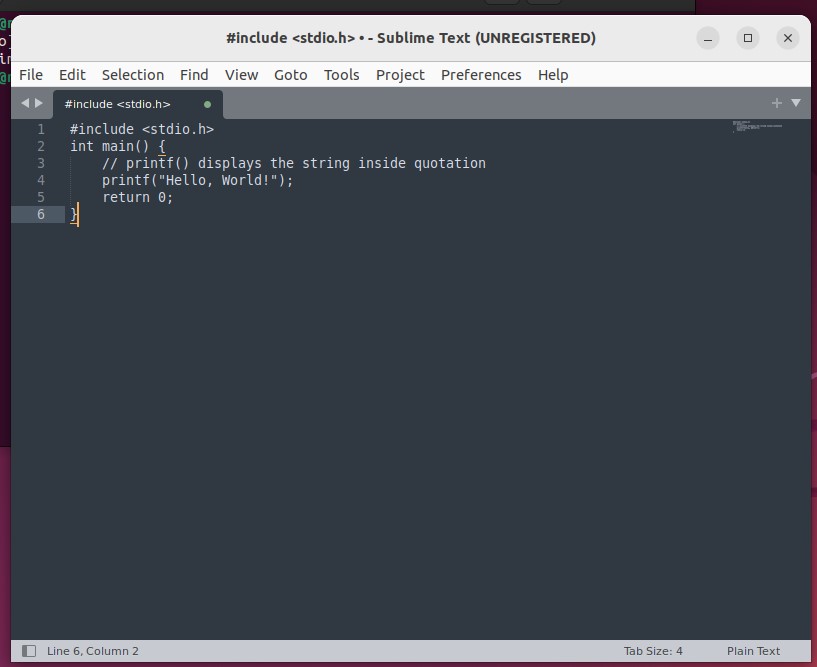 #include <stdio.h> • - Sublime Text (UNREGISTERED)
File Edit Selection Find View Goto Tools Project Preferences Help
#include <stdio.h>
1 #include <stdio.h>
2 int main() {
3 // printf() displays the string inside quotation
4 printf("Hello, World!");
5 return 0;
6 }
Line 6, Column 2 Tab Size: 4 Plain Text